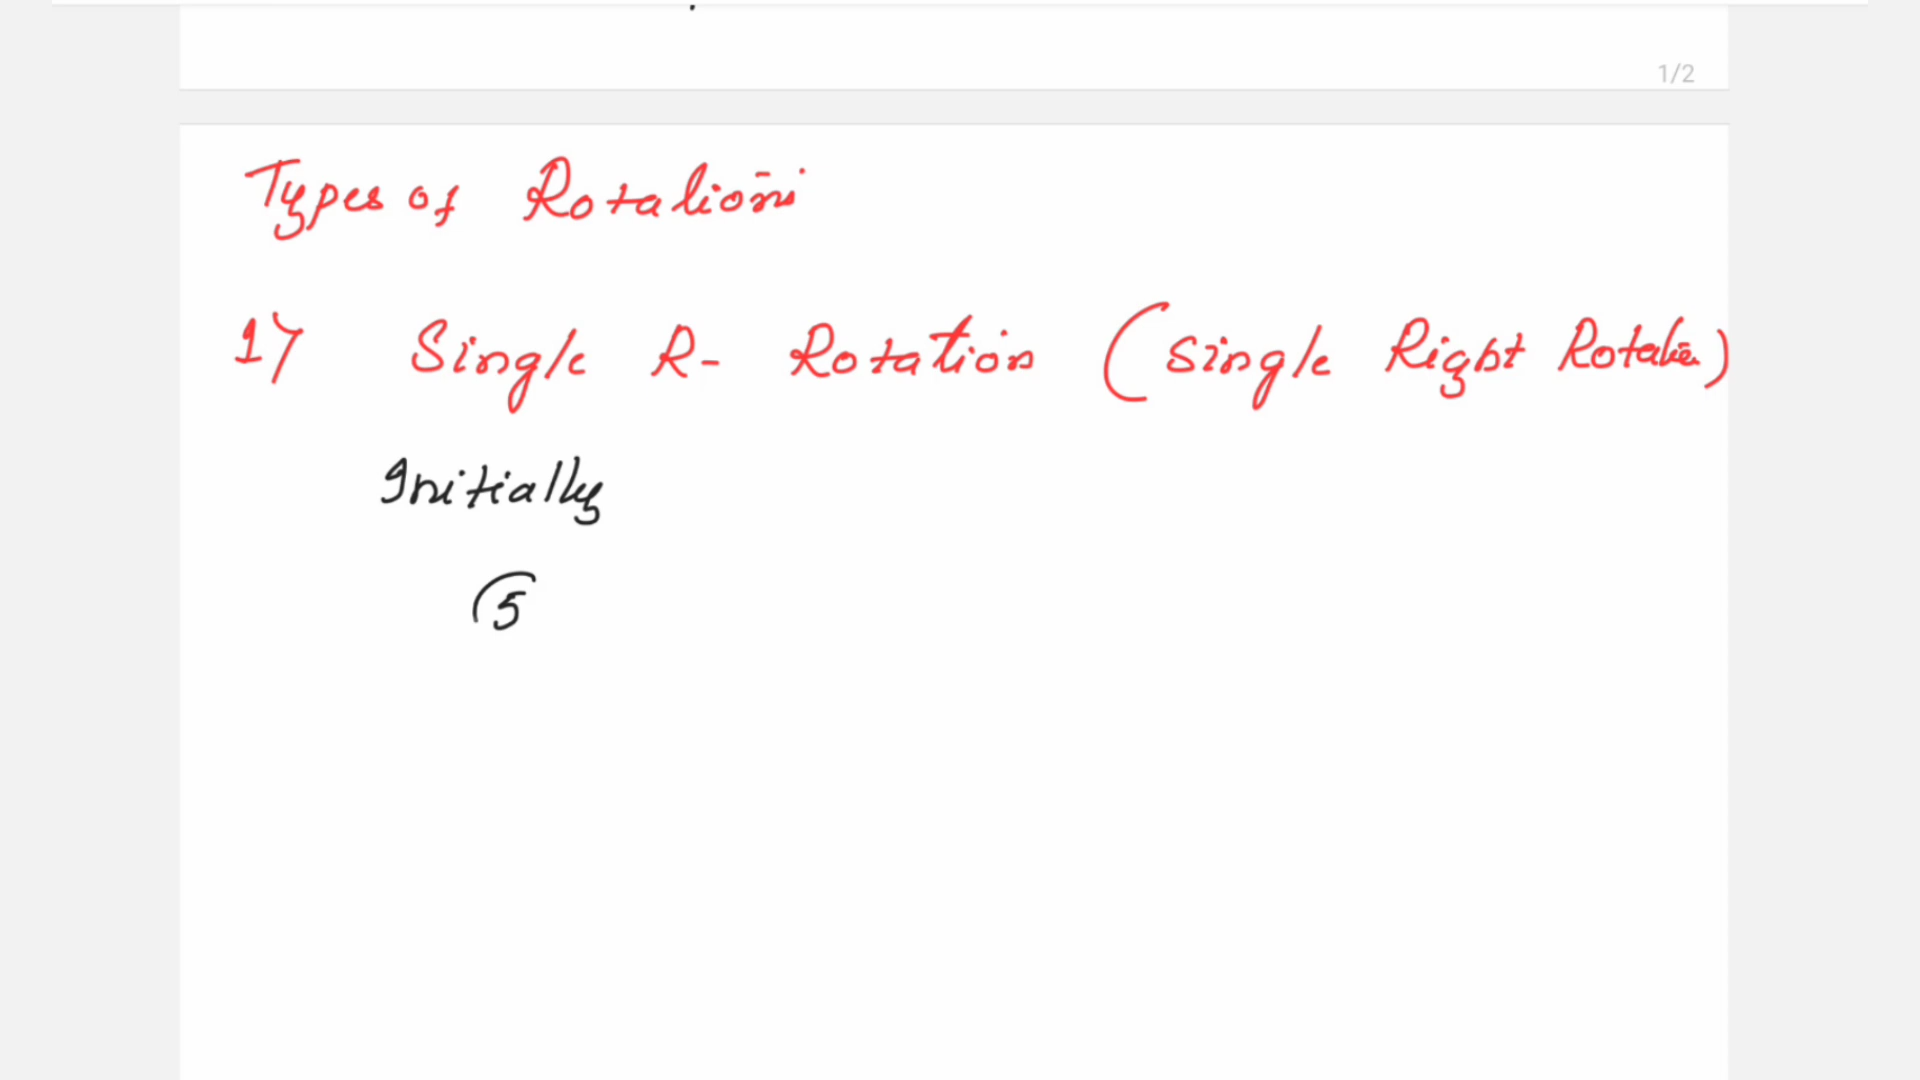 1/2
Types of Rotations
1) Single R- Rotation (Single Right Rotation)
Initially
5